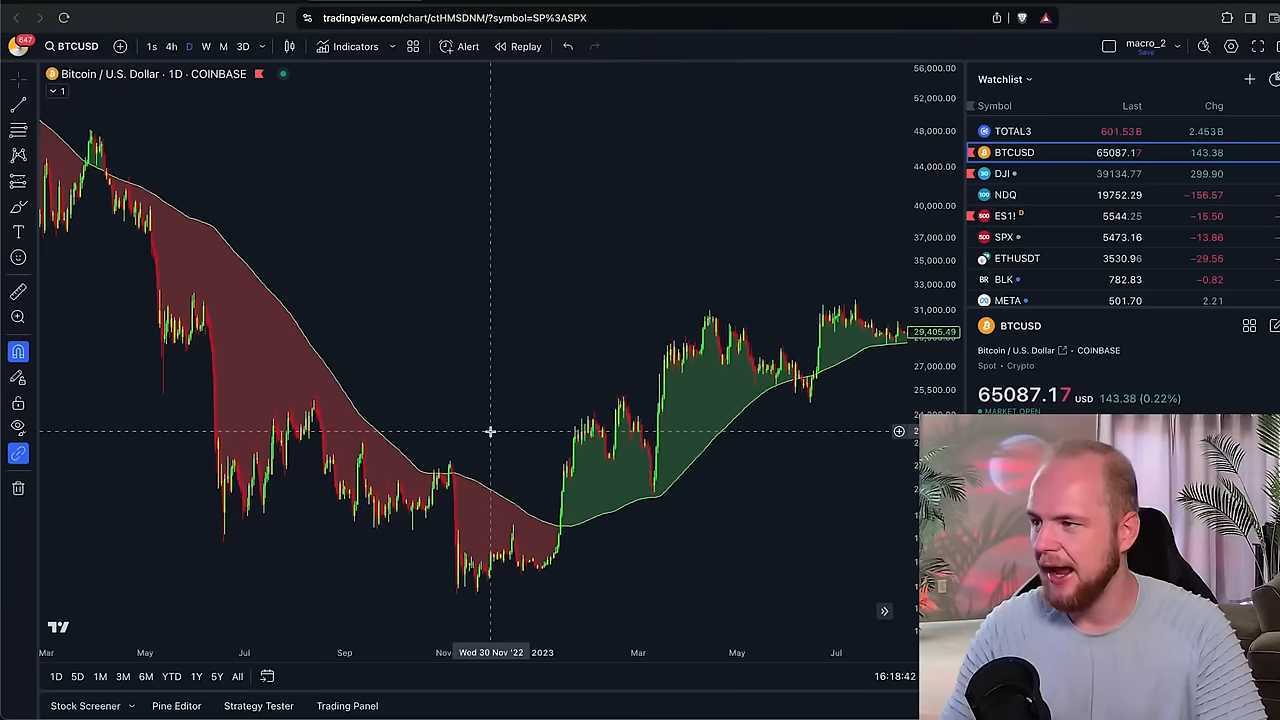 tradingview.com/chart/ctHMSDNM/?symbol=SP%3ASPX
647
BTCUSD
1s 4h D W M 3D
Indicators
Alert
Replay
macro_2
Save
Bitcoin / U.S. Dollar · 1D · COINBASE
1
56,000.00
52,000.00
48,000.00
44,000.00
40,000.00
37,000.00
35,000.00
33,000.00
31,000.00
29,405.49
27,000.00
25,500.00
Watchlist
Symbol Last Chg
TOTAL3 601.53B 2.453B
BTCUSD 65087.17 143.38
DJI 39134.77 299.90
NDQ 19752.29 −156.57
ES1! D 5544.25 −15.50
SPX 5473.16 −13.86
ETHUSDT 3530.96 −29.55
BLK 782.83 −0.82
META 501.70 2.21
BTCUSD
Bitcoin / U.S. Dollar · COINBASE
Spot · Crypto
65087.17 USD 143.38 (0.22%)
MARKET OPEN
Mar May Jul Sep Nov Wed 30 Nov '22 2023 Mar May Jul
1D 5D 1M 3M 6M YTD 1Y 5Y All
16:18:42
Stock Screener Pine Editor Strategy Tester Trading Panel